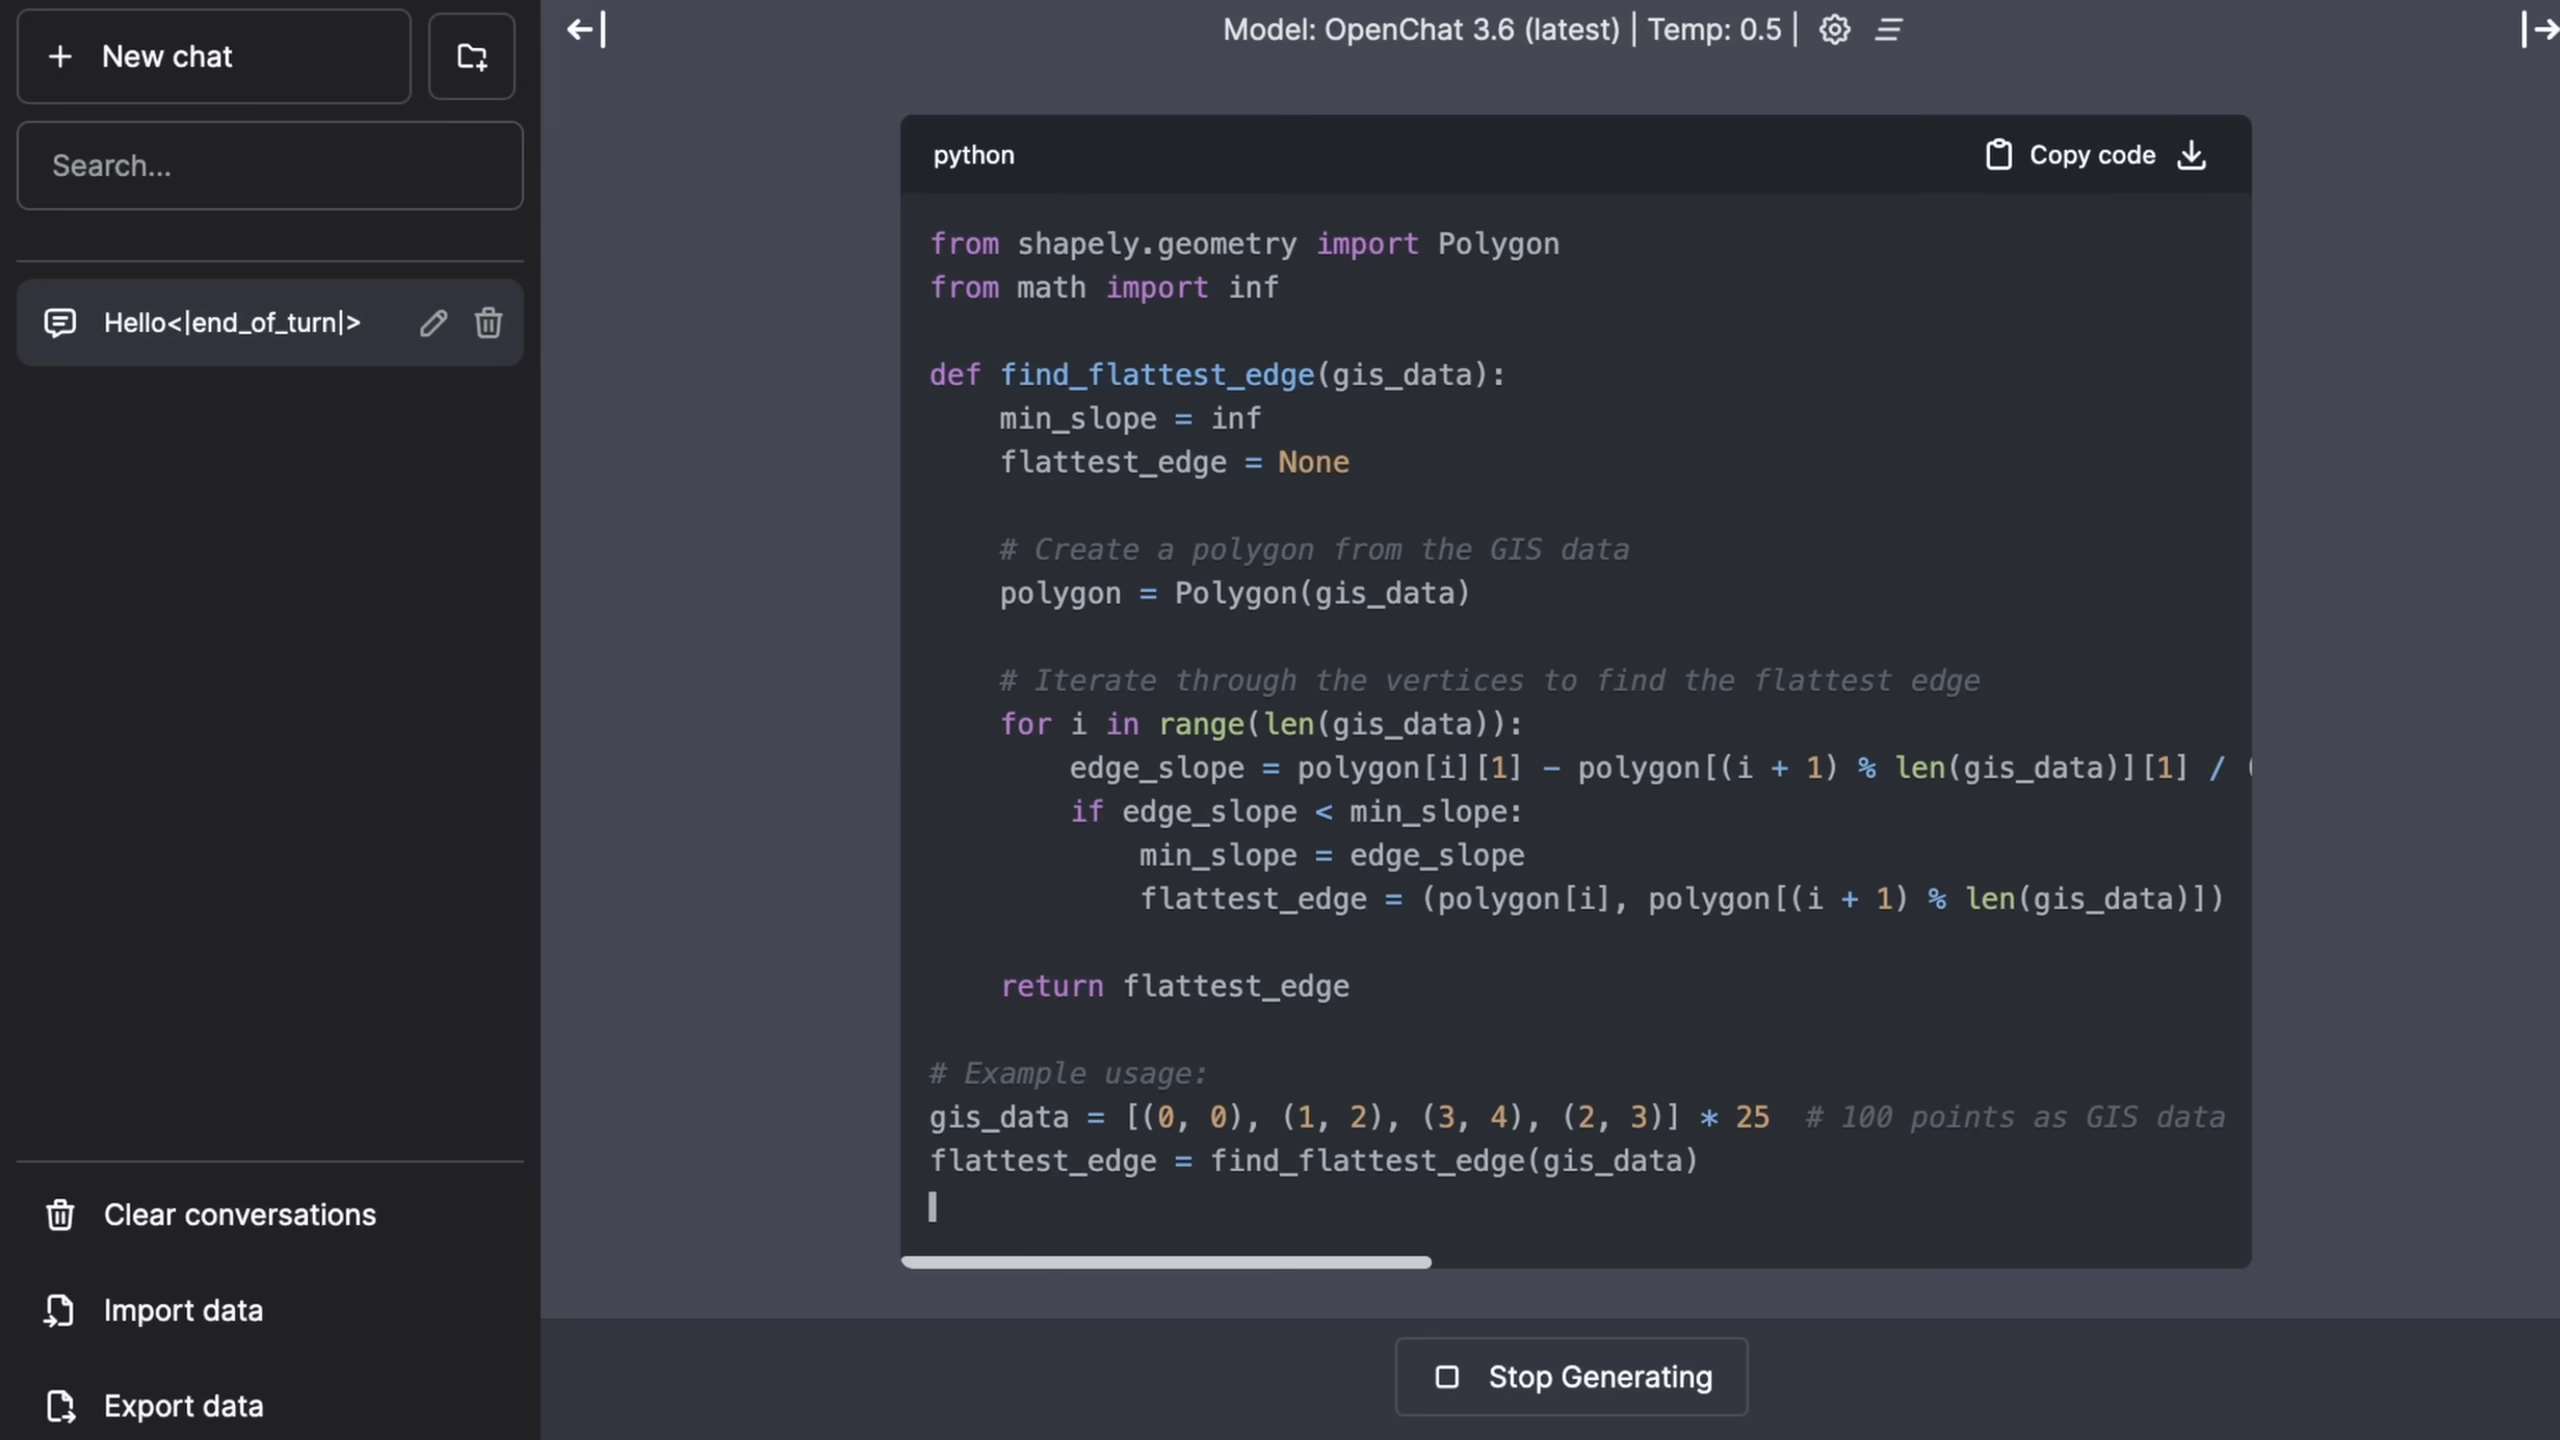 New chat
Search...
Hello<|end_of_turn|>
Clear conversations
Import data
Export data
Model: OpenChat 3.6 (latest) | Temp: 0.5 |
python
Copy code
from shapely.geometry import Polygon
from math import inf
def find_flattest_edge(gis_data):
    min_slope = inf
    flattest_edge = None
    # Create a polygon from the GIS data
    polygon = Polygon(gis_data)
    # Iterate through the vertices to find the flattest edge
    for i in range(len(gis_data)):
        edge_slope = polygon[i][1] - polygon[(i + 1) % len(gis_data)][1] / (
        if edge_slope < min_slope:
            min_slope = edge_slope
            flattest_edge = (polygon[i], polygon[(i + 1) % len(gis_data)])
    return flattest_edge
# Example usage:
gis_data = [(0, 0), (1, 2), (3, 4), (2, 3)] * 25  # 100 points as GIS data
flattest_edge = find_flattest_edge(gis_data)
Stop Generating